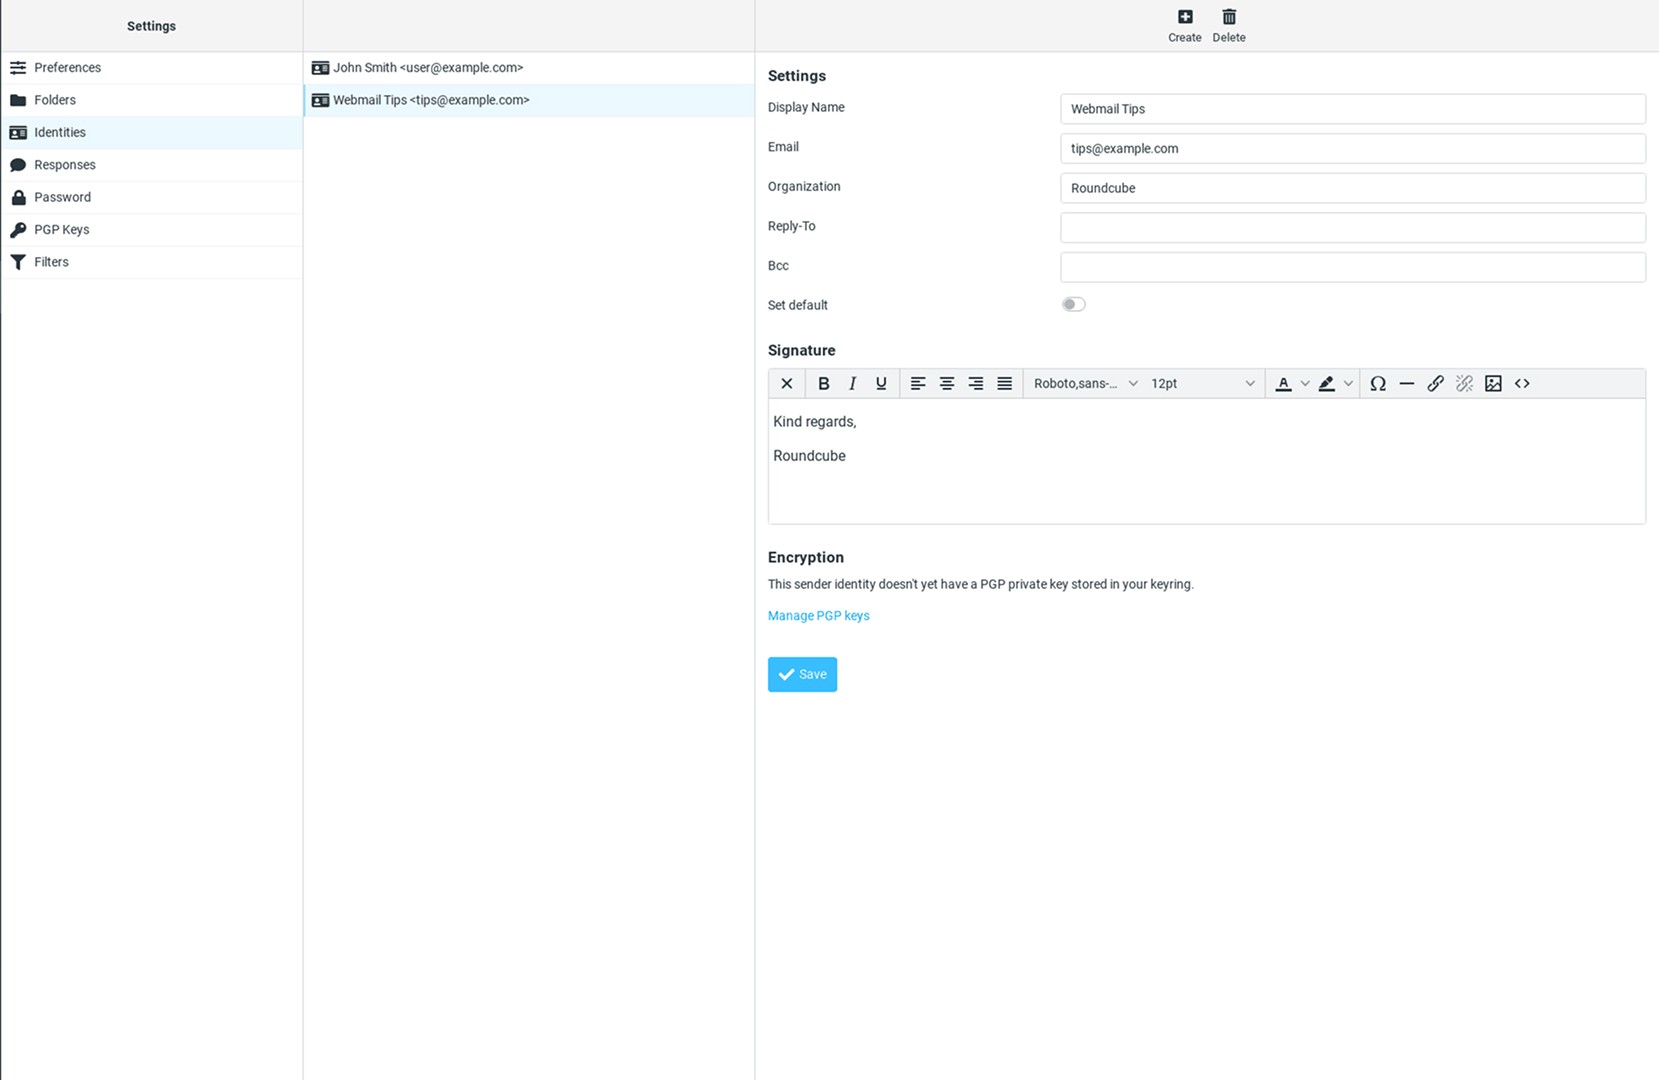 Settings
Create
Delete
Preferences
Folders
Identities
Responses
Password
PGP Keys
Filters
John Smith <user@example.com>
Webmail Tips <tips@example.com>
Settings
Display Name
Webmail Tips
Email
tips@example.com
Organization
Roundcube
Reply-To
Bcc
Set default
Signature
B I U Roboto,sans-... 12pt A Ω
Kind regards,
Roundcube
Encryption
This sender identity doesn't yet have a PGP private key stored in your keyring.
Manage PGP keys
Save